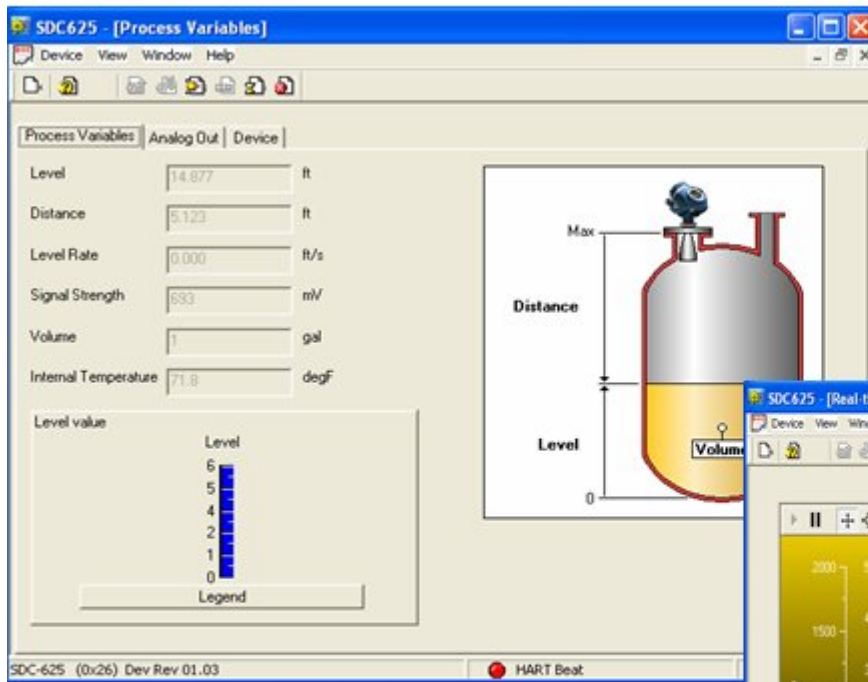 SDC625 - [Process Variables]
Device View Window Help
Process Variables Analog Out Device
Level 14.877 ft
Distance 5.123 ft
Level Rate 0.000 ft/s
Signal Strength 693 mV
Volume 1 gal
Internal Temperature 71.8 degF
Level value
Level
6
5
4
2
1
0
Legend
Max
Distance
Level
Volume
0
SDC625 - [Real-t
Device View Win
2000
1500
SDC-625 (0x26) Dev Rev 01.03
HART Beat